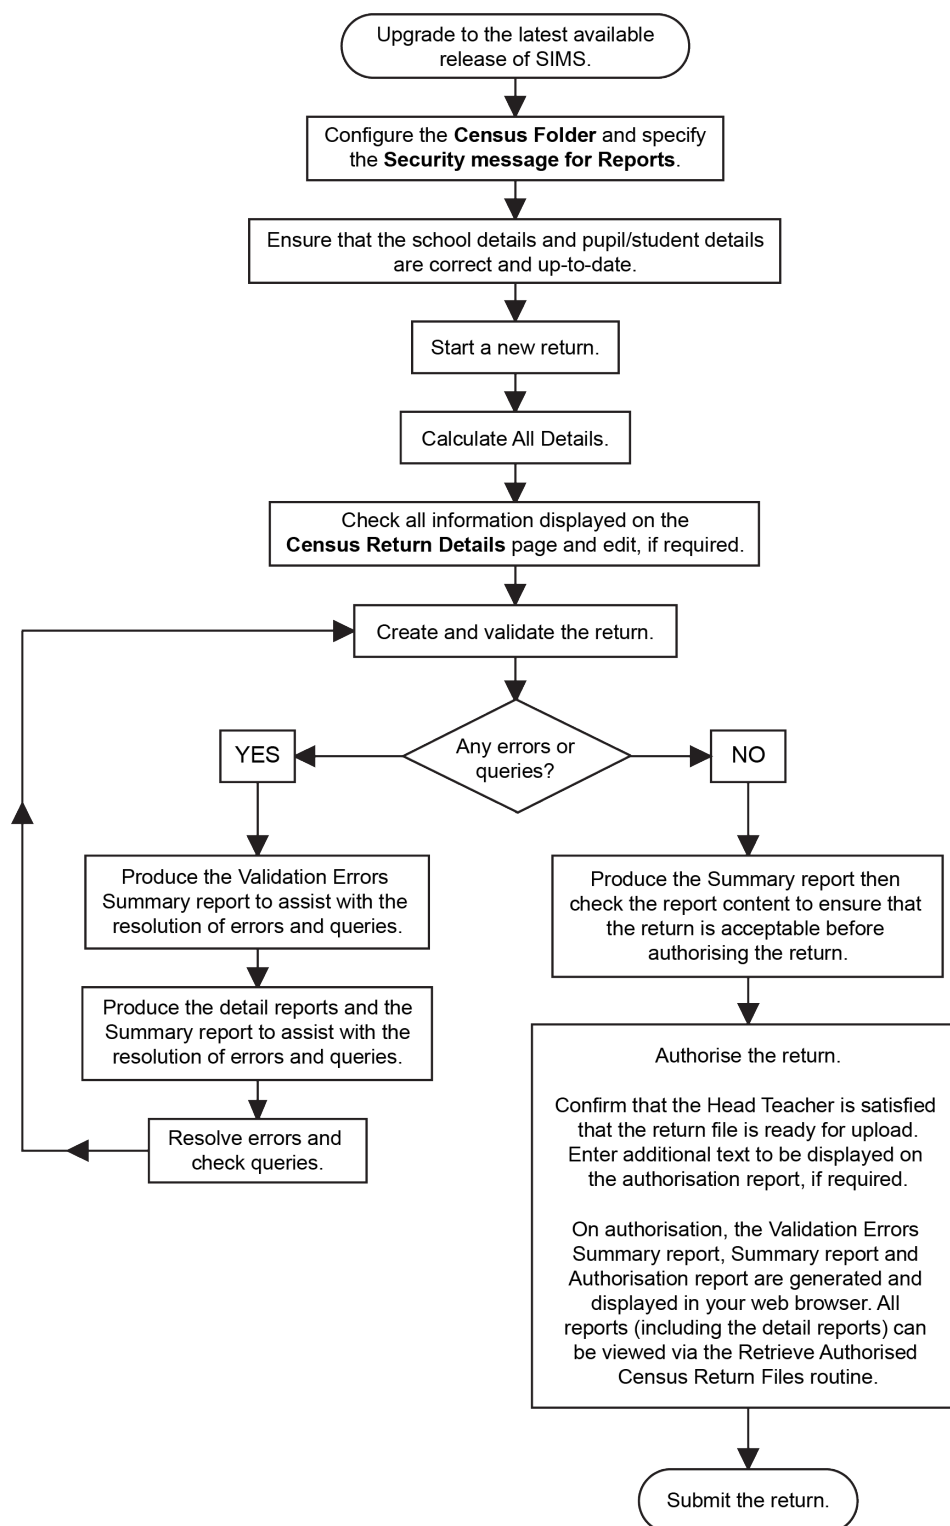 Upgrade to the latest available
release of SIMS.
Configure the Census Folder and specify
the Security message for Reports.
Ensure that the school details and pupil/student details
are correct and up-to-date.
Start a new return.
Calculate All Details.
Check all information displayed on the
Census Return Details page and edit, if required.
Create and validate the return.
Any errors or
queries?
YES
NO
Produce the Validation Errors
Summary report to assist with the
resolution of errors and queries.
Produce the detail reports and the
Summary report to assist with the
resolution of errors and queries.
Resolve errors and
check queries.
Produce the Summary report then
check the report content to ensure that
the return is acceptable before
authorising the return.
Authorise the return.
Confirm that the Head Teacher is satisfied
that the return file is ready for upload.
Enter additional text to be displayed on
the authorisation report, if required.
On authorisation, the Validation Errors
Summary report, Summary report and
Authorisation report are generated and
displayed in your web browser. All
reports (including the detail reports) can
be viewed via the Retrieve Authorised
Census Return Files routine.
Submit the return.